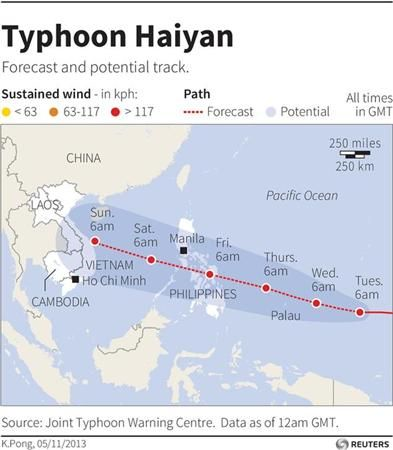 Typhoon Haiyan
Forecast and potential track.
Sustained wind - in kph:
< 63
63-117
> 117
Path
Forecast
Potential
All times
in GMT
250 miles
250 km
CHINA
Pacific Ocean
LAOS
Sun.
6am
Sat.
6am
Manila
Fri.
6am
Thurs.
6am
Wed.
6am
Tues.
6am
VIETNAM
Ho Chi Minh
CAMBODIA
PHILIPPINES
Palau
Source: Joint Typhoon Warning Centre. Data as of 12am GMT.
K.Pong, 05/11/2013
REUTERS